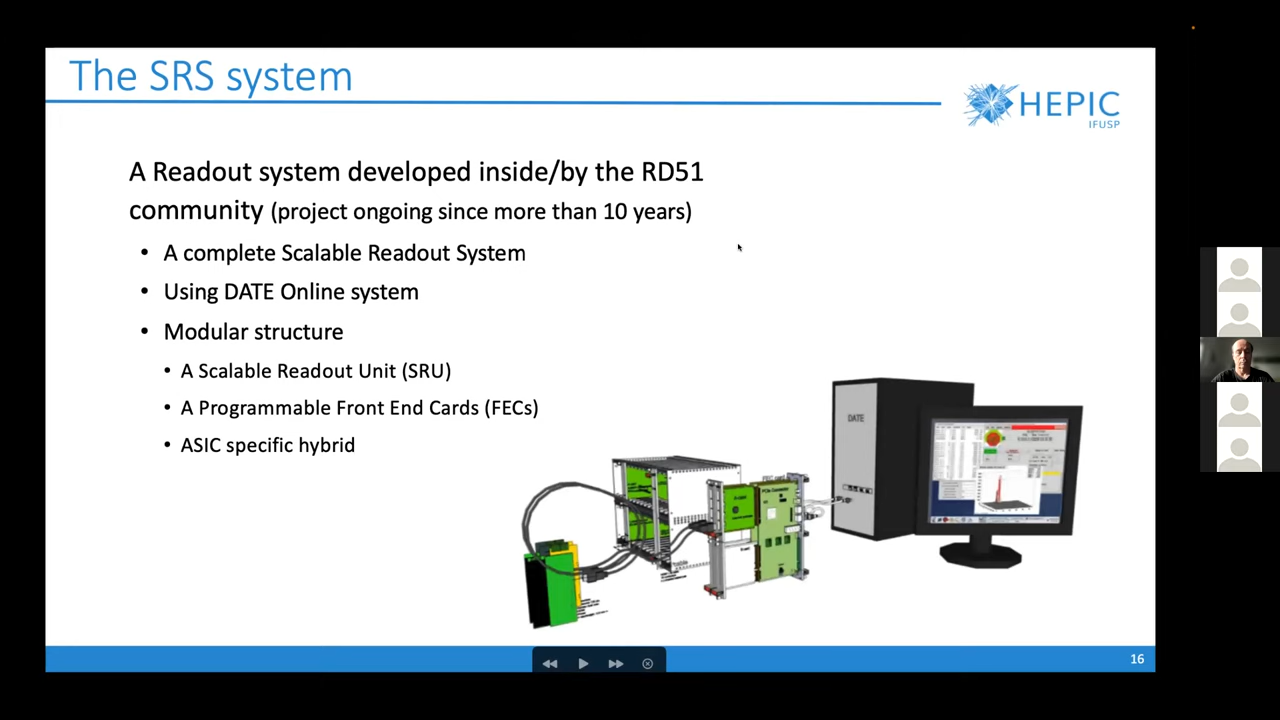 The SRS system
HEPIC
IFUSP
A Readout system developed inside/by the RD51
community (project ongoing since more than 10 years)
• A complete Scalable Readout System
• Using DATE Online system
• Modular structure
• A Scalable Readout Unit (SRU)
• A Programmable Front End Cards (FECs)
• ASIC specific hybrid
DATE
16